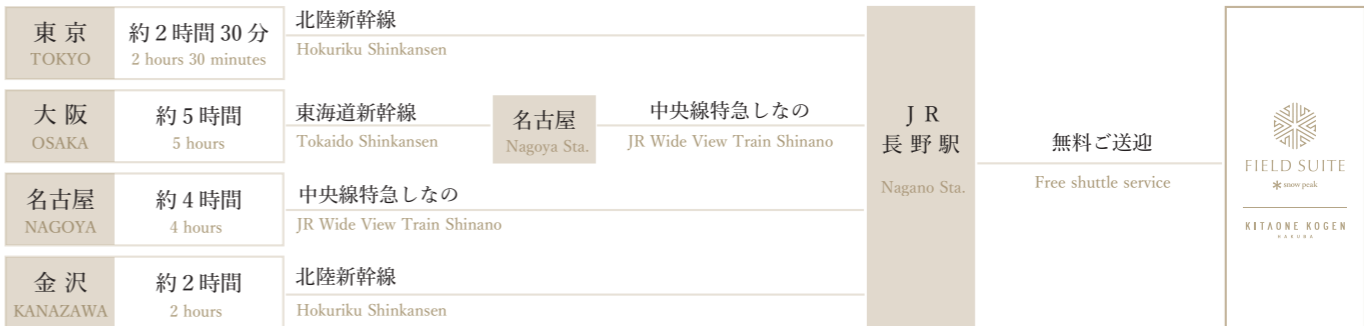 東京
TOKYO
約2時間30分
2 hours 30 minutes
北陸新幹線
Hokuriku Shinkansen
大阪
OSAKA
約5時間
5 hours
東海道新幹線
Tokaido Shinkansen
名古屋
Nagoya Sta.
中央線特急しなの
JR Wide View Train Shinano
名古屋
NAGOYA
約4時間
4 hours
中央線特急しなの
JR Wide View Train Shinano
金沢
KANAZAWA
約2時間
2 hours
北陸新幹線
Hokuriku Shinkansen
JR
長野駅
Nagano Sta.
無料ご送迎
Free shuttle service
FIELD SUITE
snow peak
KITAONE KOGEN
HAKUBA